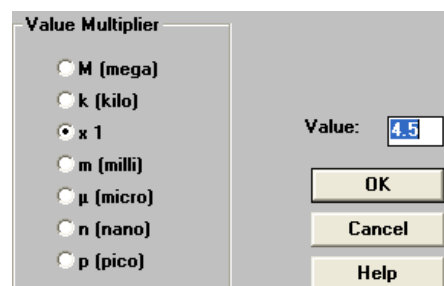 Value Multiplier
M (mega)
k (kilo)
x 1
m (milli)
µ (micro)
n (nano)
p (pico)
Value: 4.5
OK
Cancel
Help